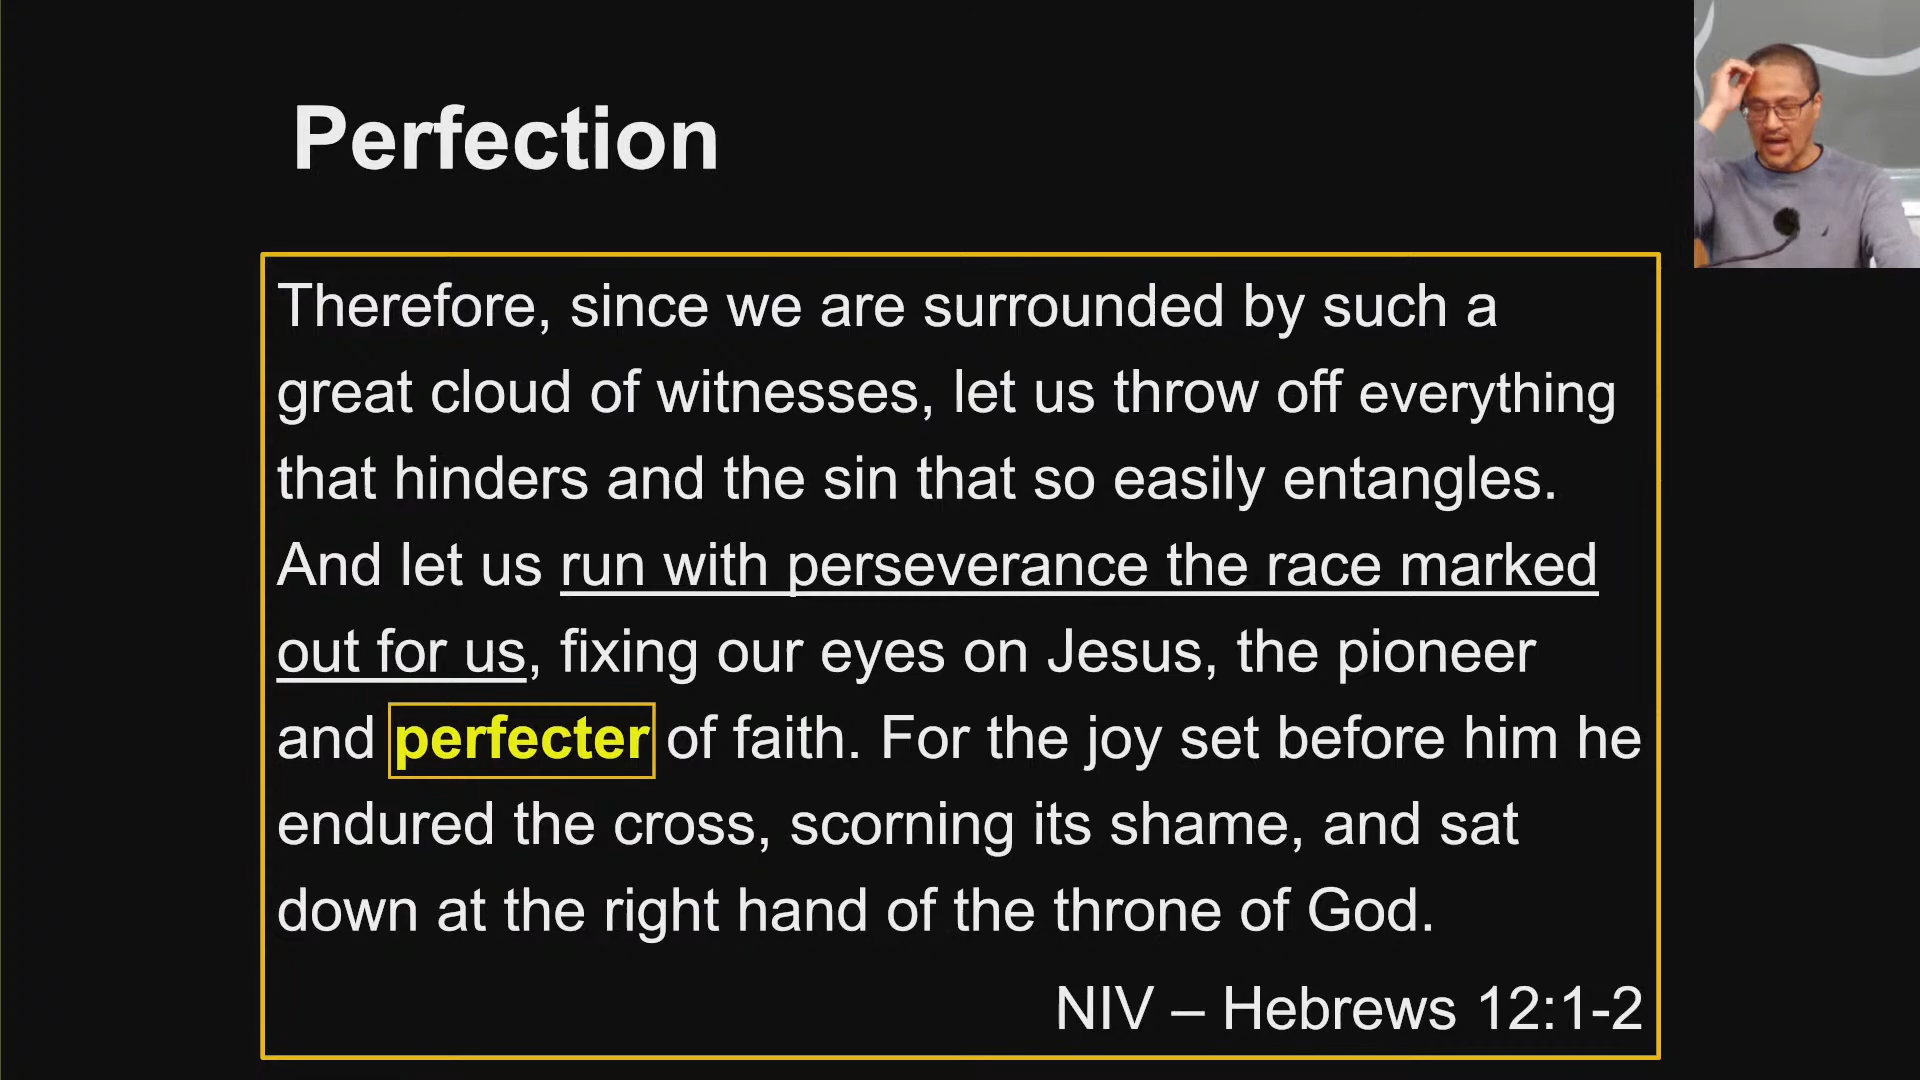 Perfection
Therefore, since we are surrounded by such a
great cloud of witnesses, let us throw off everything
that hinders and the sin that so easily entangles.
And let us run with perseverance the race marked
out for us, fixing our eyes on Jesus, the pioneer
and perfecter of faith. For the joy set before him he
endured the cross, scorning its shame, and sat
down at the right hand of the throne of God.
NIV – Hebrews 12:1-2